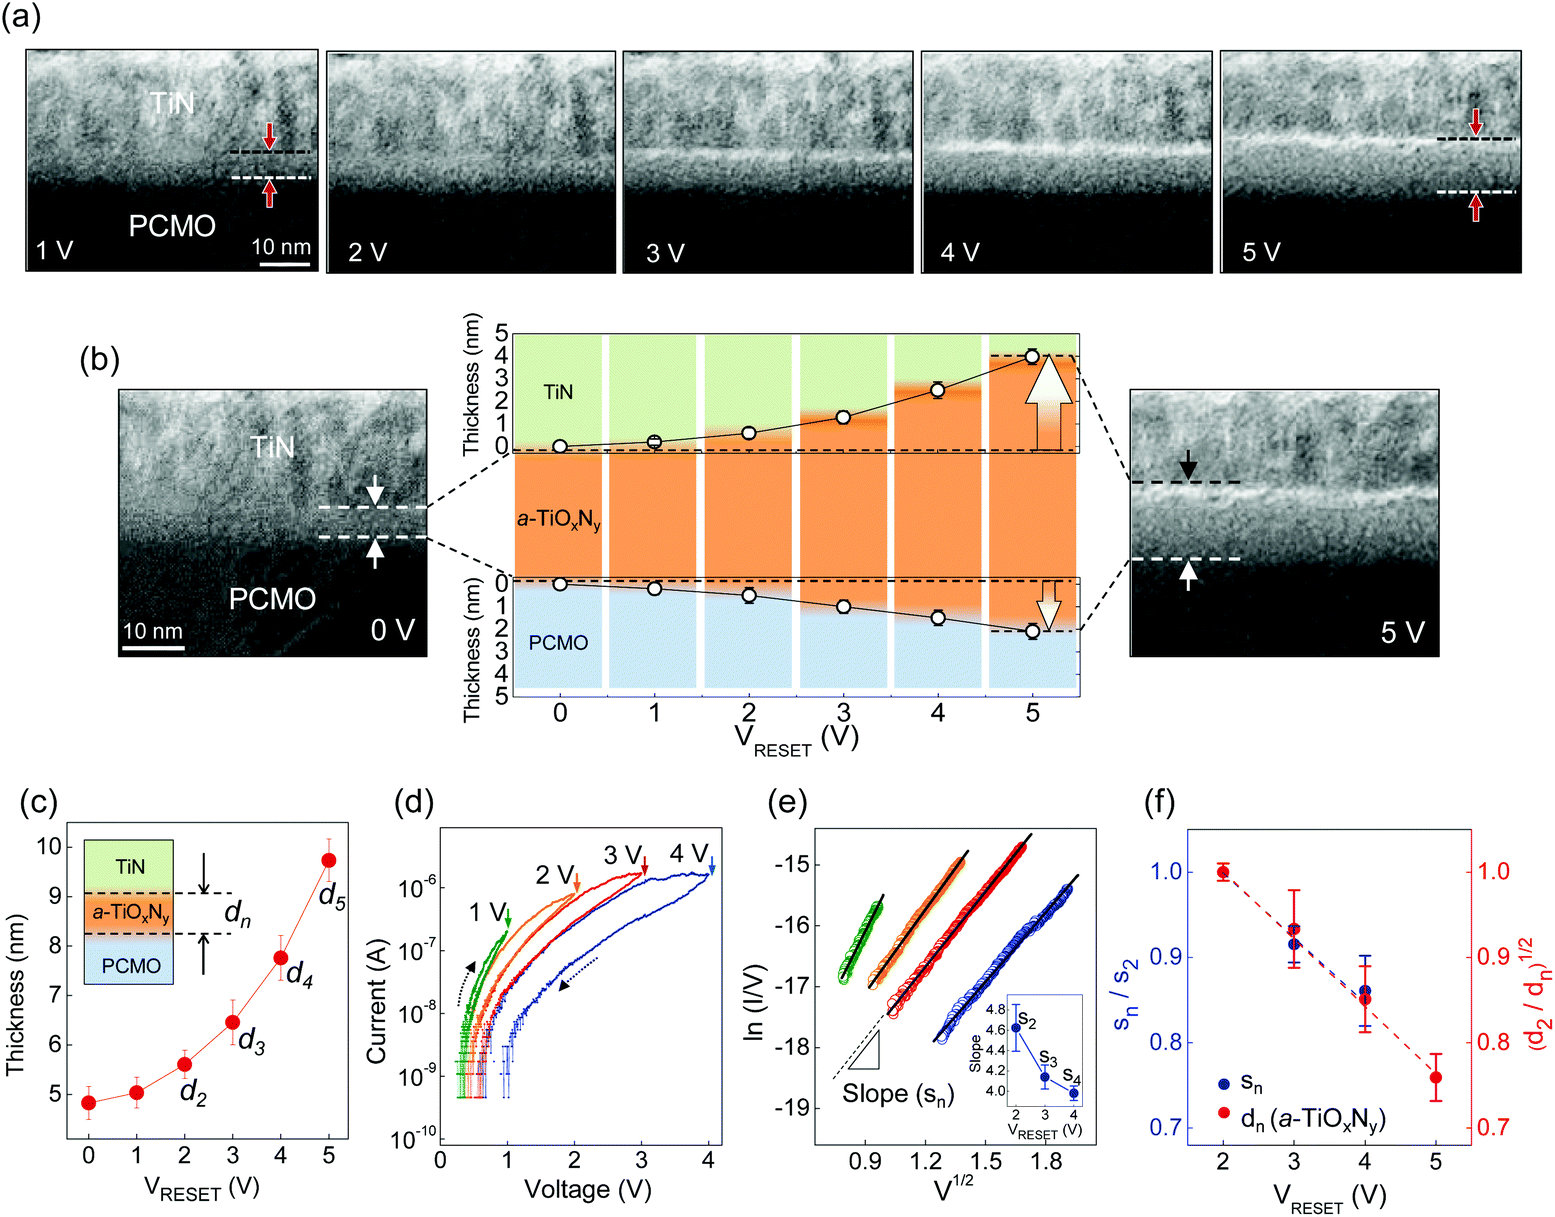 (a)
TiN
PCMO
1 V
10 nm
2 V
3 V
4 V
5 V
(b)
TiN
PCMO
10 nm
0 V
Thickness (nm)
5
4
3
2
1
0
TiN
a-TiOxNy
0
1
2
3
4
5
Thickness (nm)
PCMO
0 1 2 3 4 5
VRESET (V)
5 V
(c)
Thickness (nm)
10
9
8
7
6
5
TiN
a-TiOxNy
PCMO
dn
d2
d3
d4
d5
0 1 2 3 4 5
VRESET (V)
(d)
Current (A)
10-6
10-7
10-8
10-9
10-10
1 V
2 V
3 V
4 V
0 1 2 3 4
Voltage (V)
(e)
ln (I/V)
-15
-16
-17
-18
-19
Slope (sn)
Slope
4.8
4.6
4.4
4.2
4.0
s2
s3
s4
2 3 4
VRESET (V)
0.9 1.2 1.5 1.8
V1/2
(f)
sn / s2
1.0
0.9
0.8
0.7
sn
dn (a-TiOxNy)
1.0
0.9
0.8
0.7
(d2 / dn)1/2
2 3 4 5
VRESET (V)